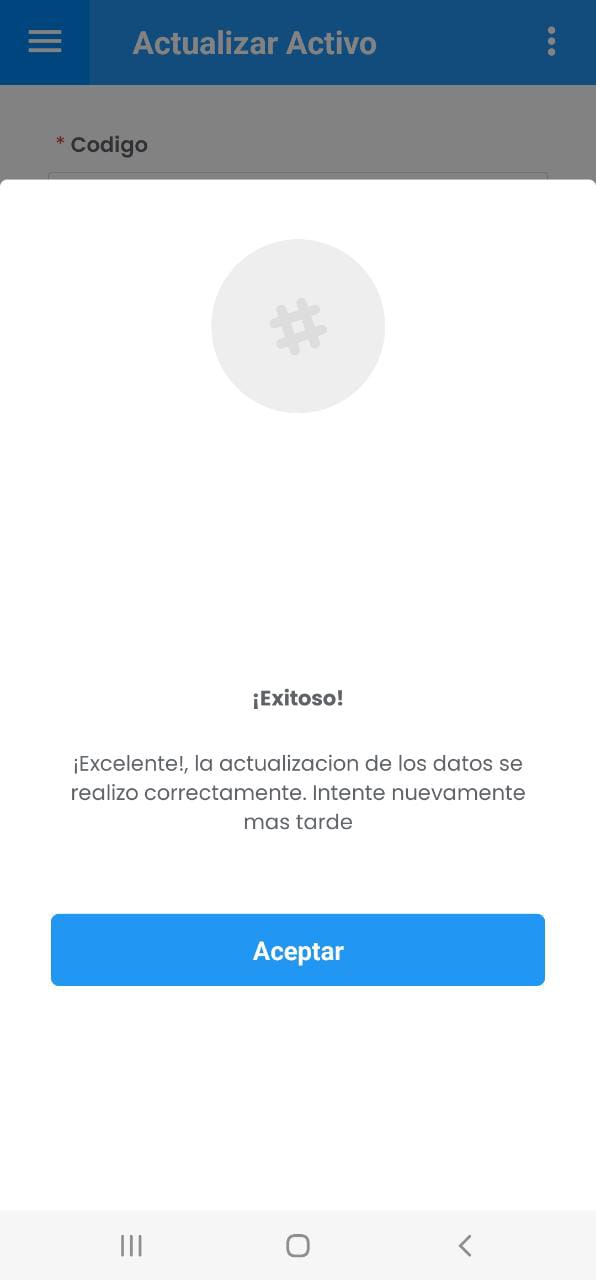 Actualizar Activo
* Codigo
¡Exitoso!
¡Excelente!, la actualizacion de los datos se
realizo correctamente. Intente nuevamente
mas tarde
Aceptar